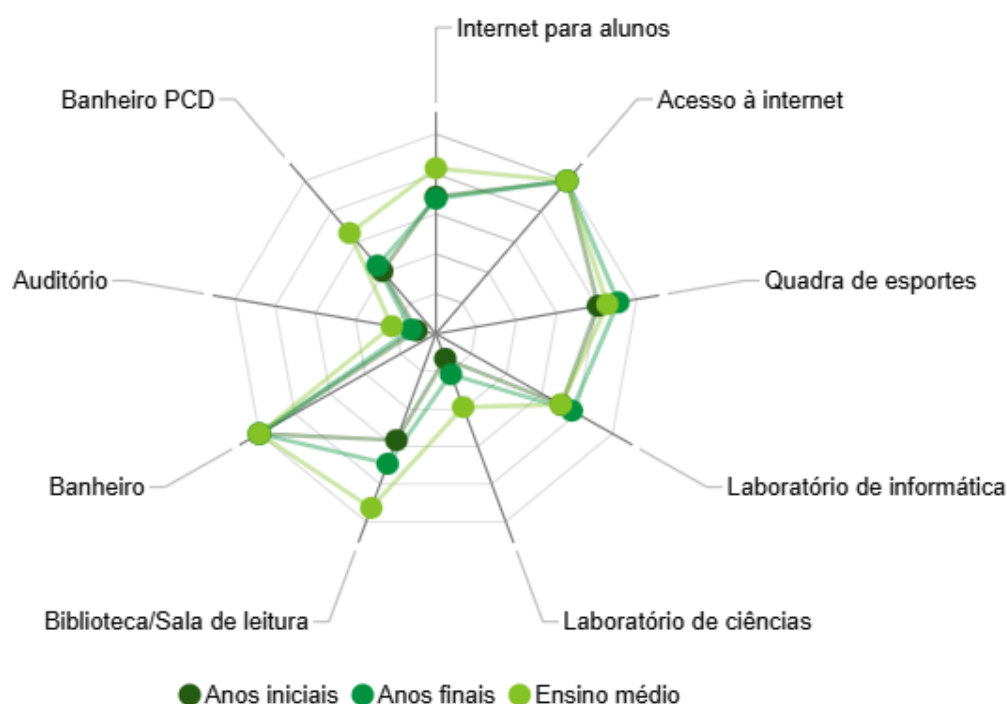 Internet para alunos
Banheiro PCD
Acesso à internet
Auditório
Quadra de esportes
Banheiro
Laboratório de informática
Biblioteca/Sala de leitura
Laboratório de ciências
Anos iniciais Anos finais Ensino médio